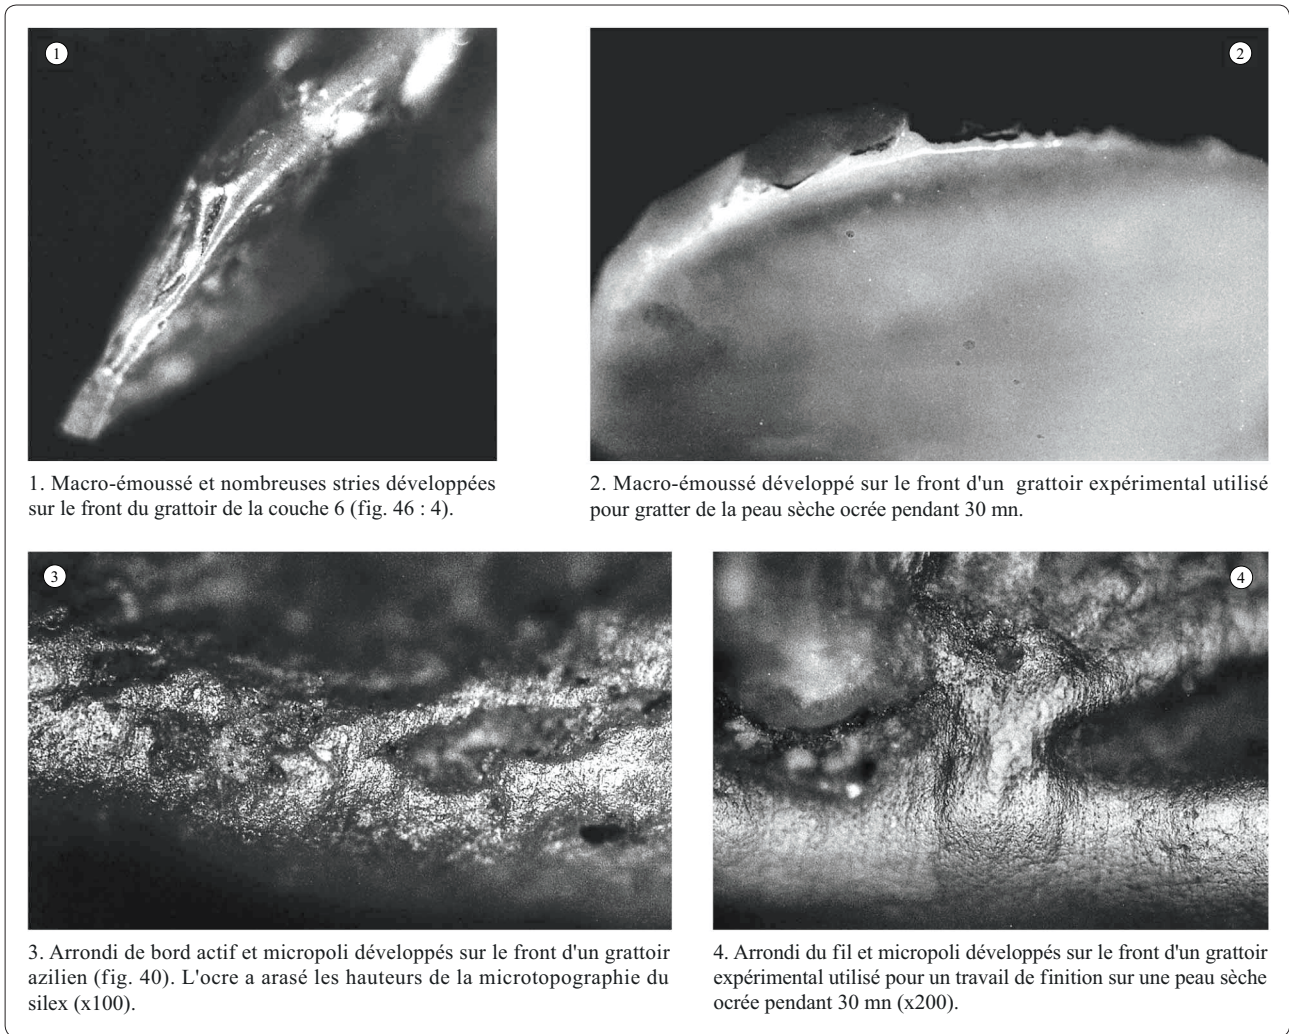 1
2
1. Macro-émoussé et nombreuses stries développées
sur le front du grattoir de la couche 6 (fig. 46 : 4).
2. Macro-émoussé développé sur le front d'un grattoir expérimental utilisé
pour gratter de la peau sèche ocrée pendant 30 mn.
3
4
3. Arrondi de bord actif et micropoli développés sur le front d'un grattoir
azilien (fig. 40). L'ocre a arasé les hauteurs de la microtopographie du
silex (x100).
4. Arrondi du fil et micropoli développés sur le front d'un grattoir
expérimental utilisé pour un travail de finition sur une peau sèche
ocrée pendant 30 mn (x200).